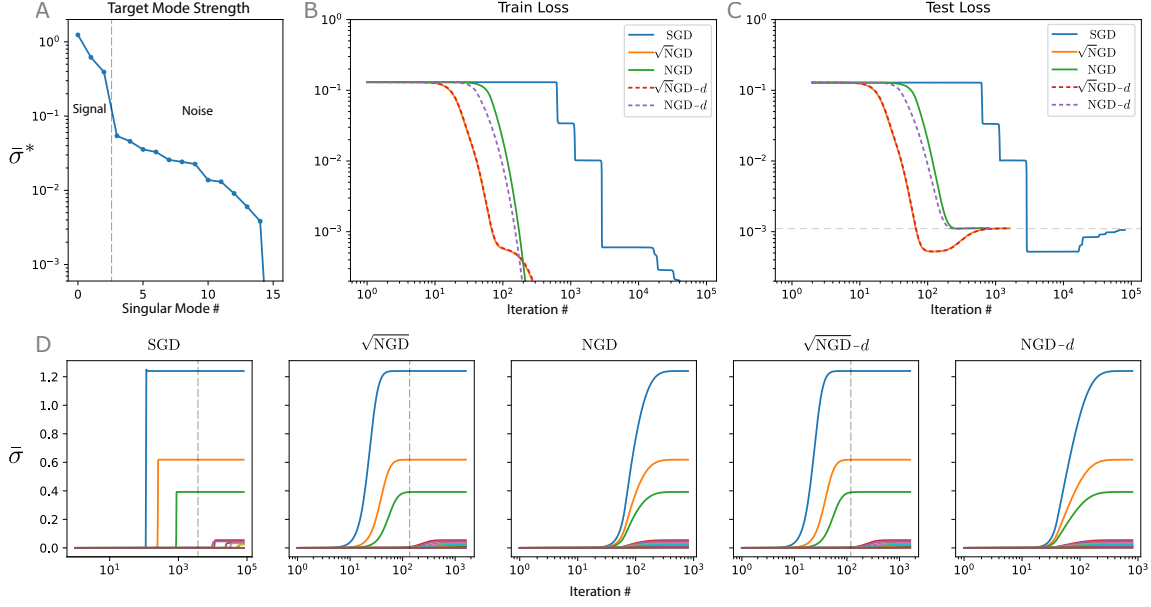 A
Target Mode Strength
10⁰
10⁻¹
10⁻²
10⁻³
σ̄*
Signal
Noise
0
5
10
15
Singular Mode #
B
Train Loss
10⁰
10⁻¹
10⁻²
10⁻³
SGD
√NGD
NGD
√NGD-d
NGD-d
10⁰
10¹
10²
10³
10⁴
10⁵
Iteration #
C
Test Loss
10⁰
10⁻¹
10⁻²
10⁻³
SGD
√NGD
NGD
√NGD-d
NGD-d
10⁰
10¹
10²
10³
10⁴
10⁵
Iteration #
D
σ̄
SGD
1.2
1.0
0.8
0.6
0.4
0.2
0.0
10¹
10³
10⁵
√NGD
10⁰
10¹
10²
10³
NGD
10⁰
10¹
10²
10³
√NGD-d
10⁰
10¹
10²
10³
NGD-d
10⁰
10¹
10²
10³
Iteration #